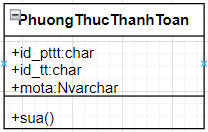 PhuongThucThanhToan
+id_pttt:char
+id_tt:char
+mota:Nvarchar
+sua()